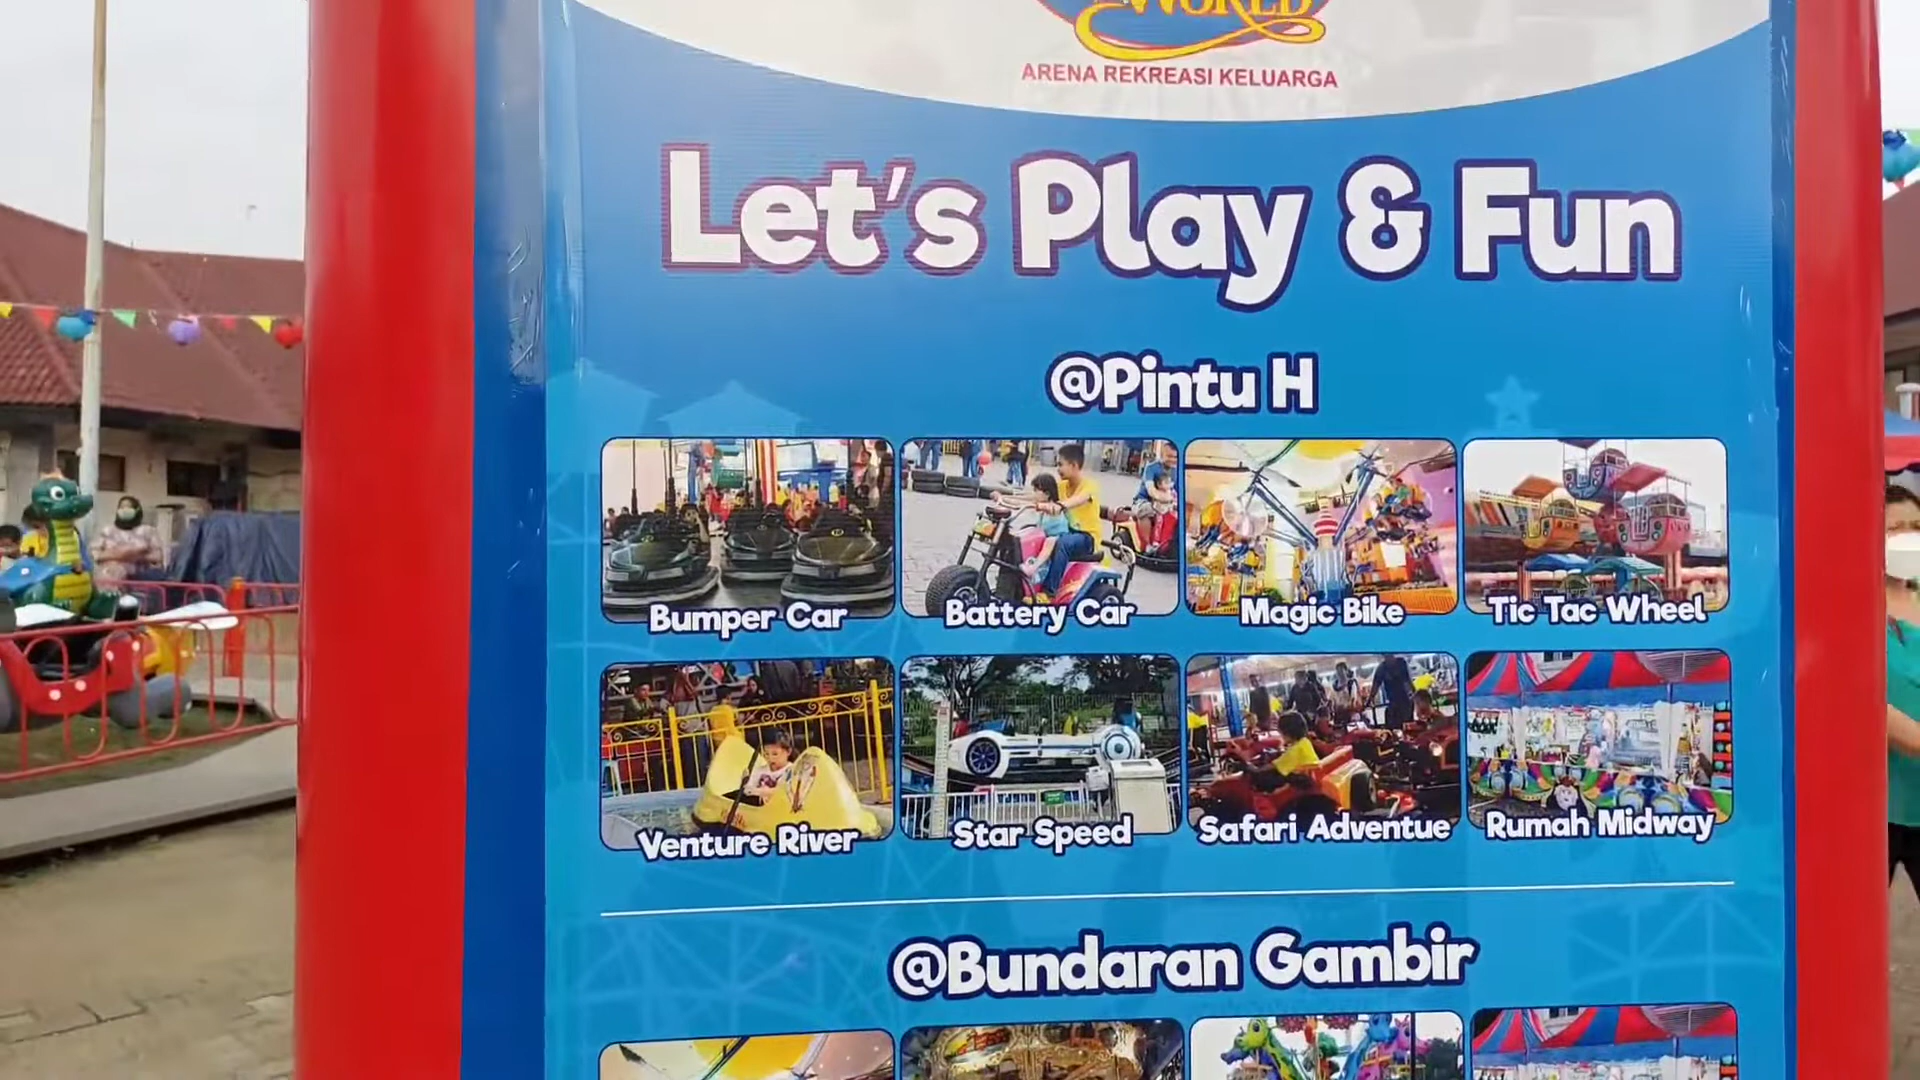 WORLD
ARENA REKREASI KELUARGA
Let's Play & Fun
@Pintu H
Bumper Car
Battery Car
Magic Bike
Tic Tac Wheel
Venture River
Star Speed
Safari Adventue
Rumah Midway
@Bundaran Gambir